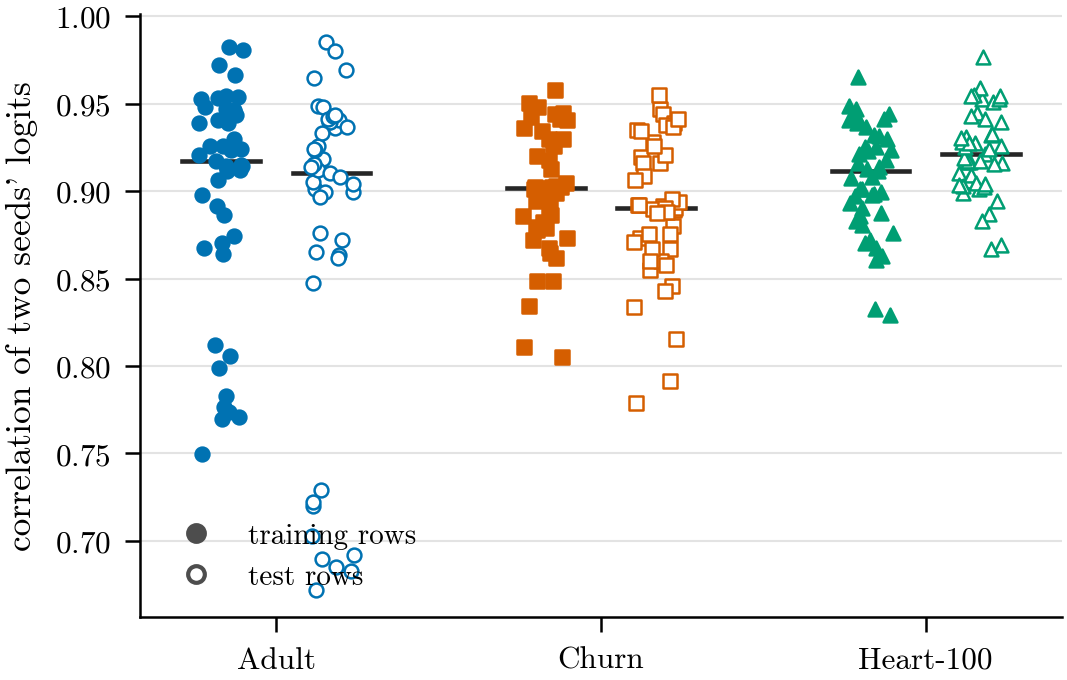 correlation of two seeds’ logits
1.00
0.95
0.90
0.85
0.80
0.75
0.70
training rows
test rows
Adult
Churn
Heart-100